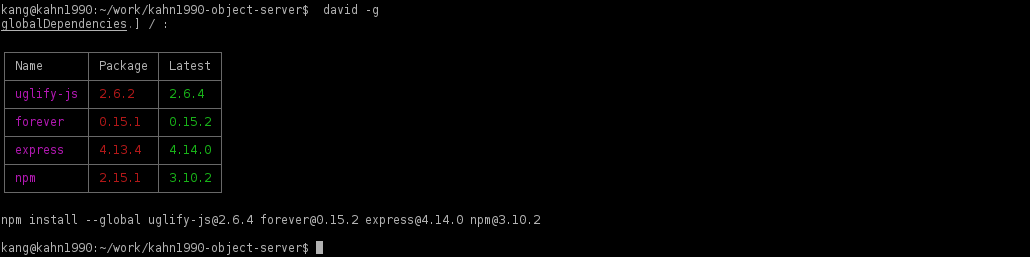 kang@kahn1990:~/work/kahn1990-object-server$  david -g
globalDependencies.] / :
Name Package Latest
uglify-js 2.6.2 2.6.4
forever 0.15.1 0.15.2
express 4.13.4 4.14.0
npm 2.15.1 3.10.2
npm install --global uglify-js@2.6.4 forever@0.15.2 express@4.14.0 npm@3.10.2
kang@kahn1990:~/work/kahn1990-object-server$